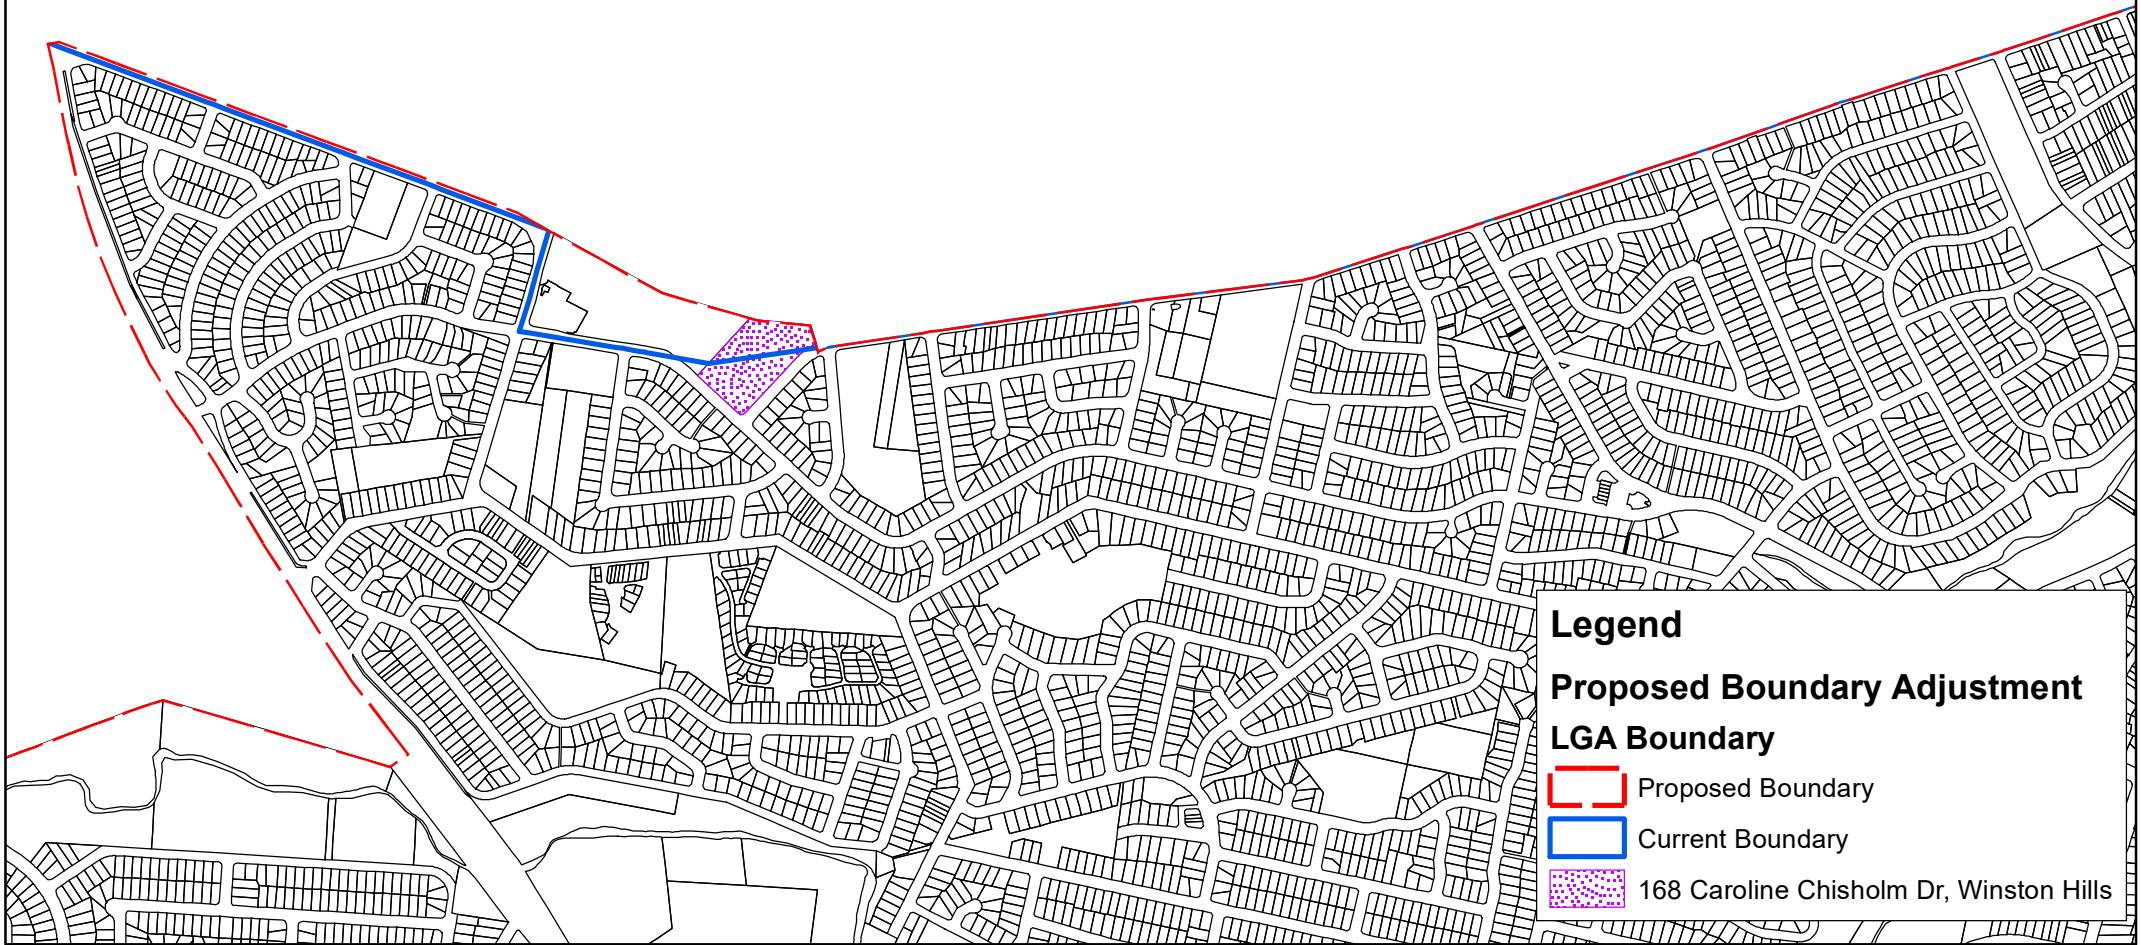 Legend
Proposed Boundary Adjustment
LGA Boundary
Proposed Boundary
Current Boundary
168 Caroline Chisholm Dr, Winston Hills